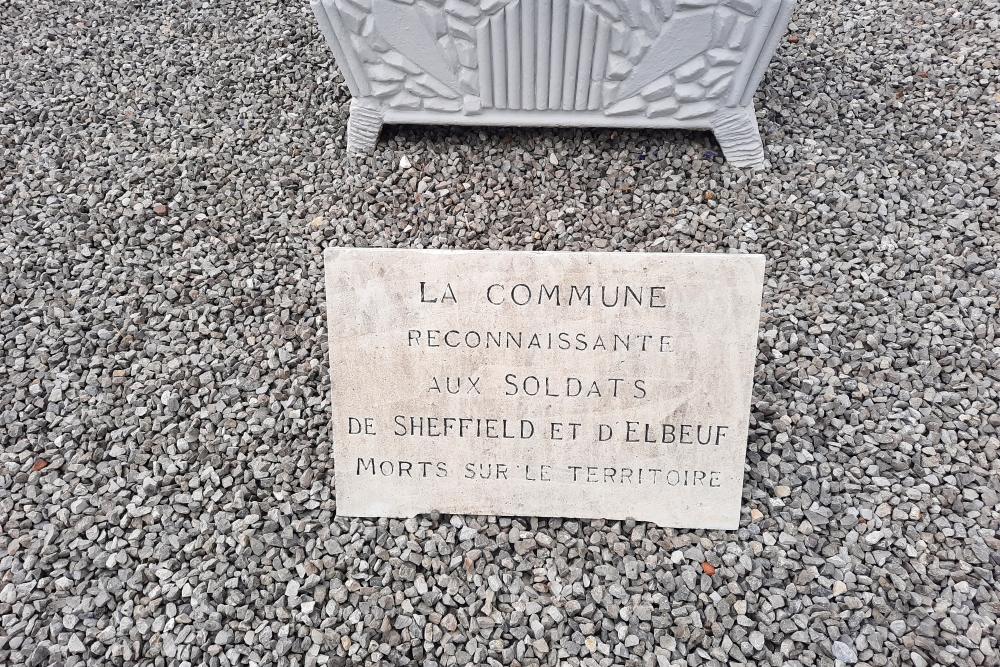 LA COMMUNE
RECONNAISSANTE
AUX SOLDATS
DE SHEFFIELD ET D'ELBEUF
MORTS SUR LE TERRITOIRE